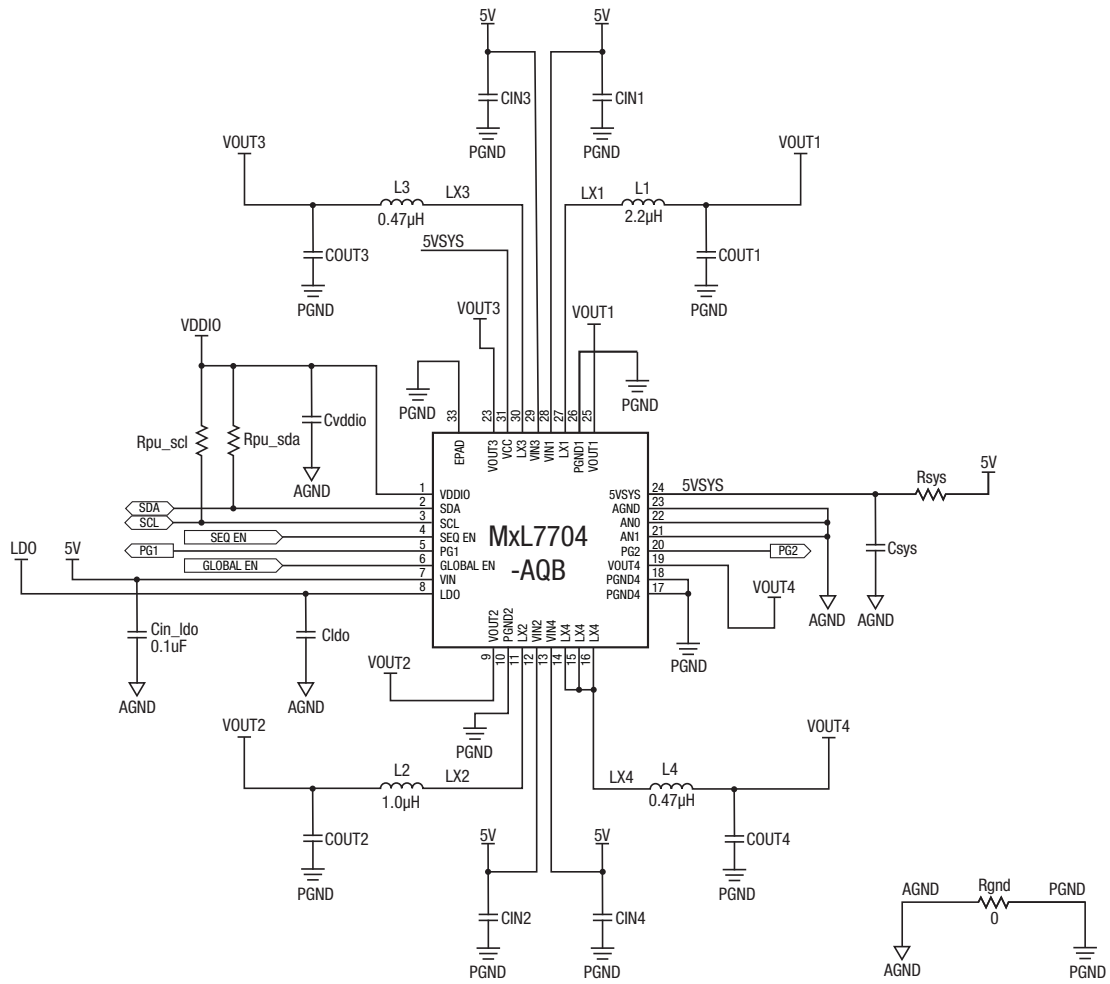 5V
5V
CIN3
CIN1
PGND
PGND
VOUT3
VOUT1
L3
LX3
LX1
L1
0.47µH
2.2µH
5VSYS
COUT3
COUT1
PGND
PGND
VOUT3
VOUT1
VDDIO
PGND
PGND
Cvddio
Rpu_scl
Rpu_sda
AGND
33
23
31
30
29
28
27
26
25
EPAD
VOUT3
VCC
LX3
VIN3
VIN1
LX1
PGND1
VOUT1
Rsys
5V
1 VDDIO
5VSYS 24 5VSYS
SDA 2 SDA
AGND 23
SCL 3 SCL
AN0 22
SEQ EN 4 SEQ EN
AN1 21
PG1 5 PG1
PG2 20 PG2
GLOBAL EN 6 GLOBAL EN
VOUT4 19
LDO 5V 7 VIN
PGND4 18
8 LDO
PGND4 17
MxL7704
-AQB
Csys
VOUT4
AGND
AGND
Cin_ldo
0.1uF
Cldo
AGND
AGND
VOUT2
PGND2
LX2
VIN2
VIN4
LX4
LX4
LX4
9
10
11
12
13
14
15
16
VOUT2
PGND
PGND
VOUT2
VOUT4
L2
LX2
LX4
L4
1.0µH
0.47µH
COUT2
COUT4
5V
5V
PGND
PGND
CIN2
CIN4
PGND
PGND
AGND
Rgnd
PGND
0
AGND
PGND